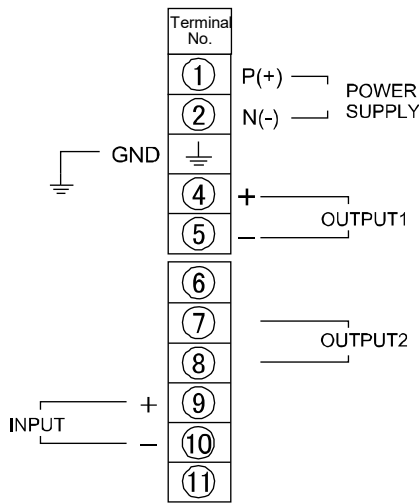 Terminal
No.
① P(+)
POWER
SUPPLY
② N(-)
GND
④ +
OUTPUT1
⑤ −
⑥
⑦
OUTPUT2
⑧
+ ⑨
INPUT
− ⑩
⑪